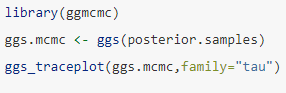 library(ggmcmc)
ggs.mcmc <- ggs(posterior.samples)
ggs_traceplot(ggs.mcmc,family="tau")